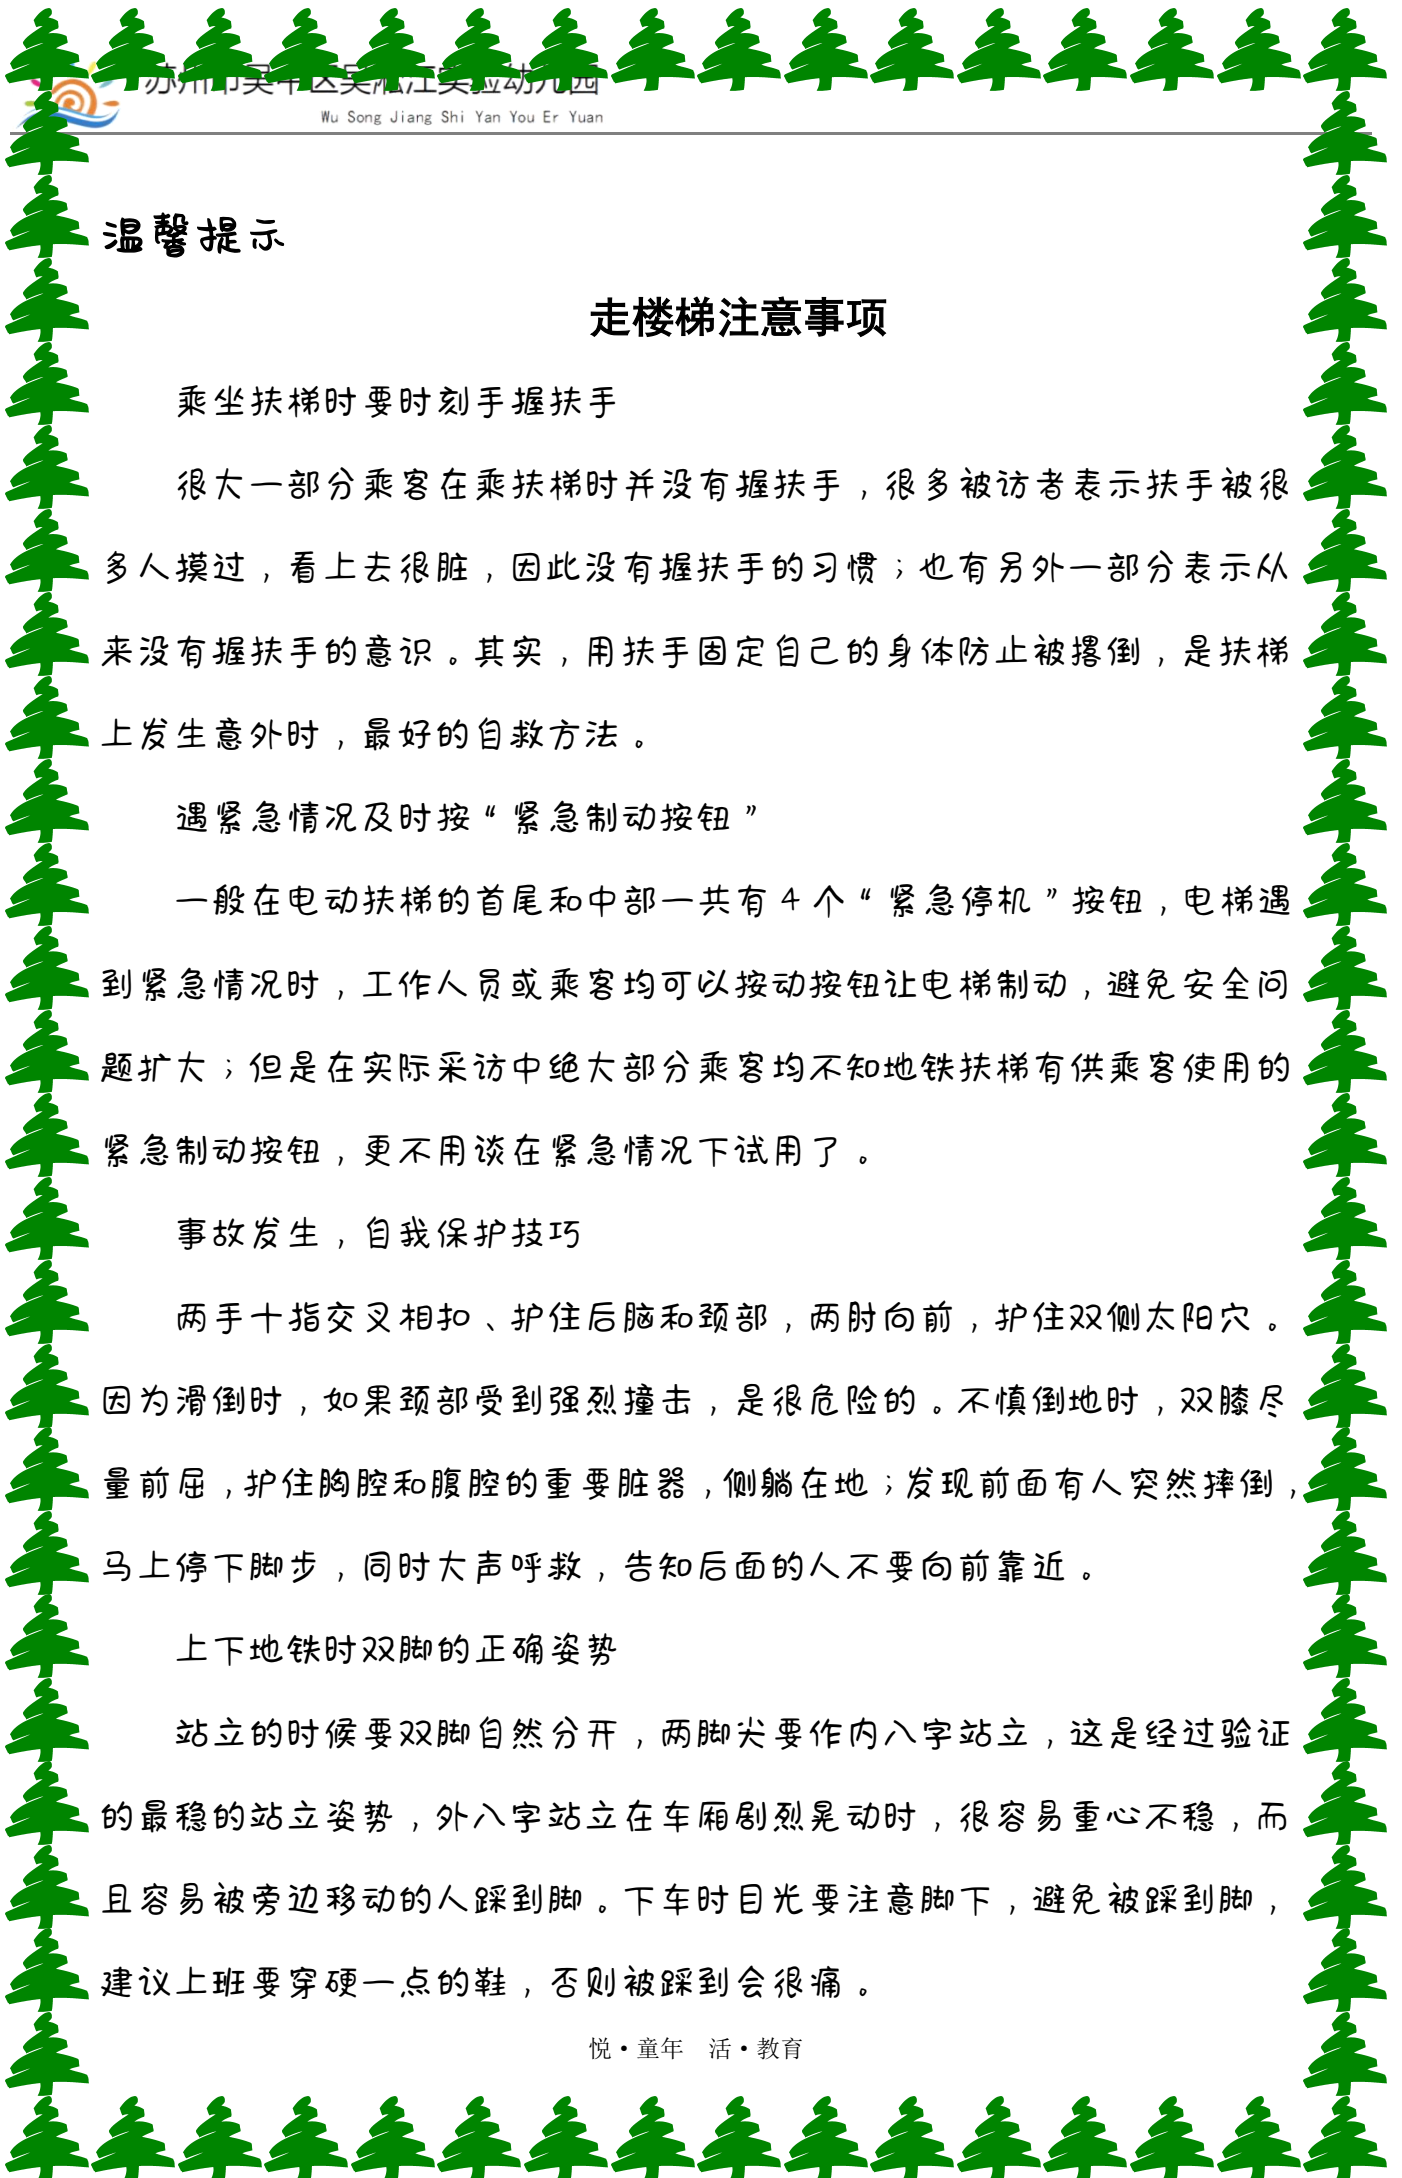 苏州市吴中区吴淞江实验幼儿园
Wu Song Jiang Shi Yan You Er Yuan
温馨提示
走楼梯注意事项
乘坐扶梯时要时刻手握扶手
很大一部分乘客在乘扶梯时并没有握扶手，很多被访者表示扶手被很
多人摸过，看上去很脏，因此没有握扶手的习惯；也有另外一部分表示从
来没有握扶手的意识。其实，用扶手固定自己的身体防止被撂倒，是扶梯
上发生意外时，最好的自救方法。
遇紧急情况及时按“紧急制动按钮”
一般在电动扶梯的首尾和中部一共有4个“紧急停机”按钮，电梯遇
到紧急情况时，工作人员或乘客均可以按动按钮让电梯制动，避免安全问
题扩大；但是在实际采访中绝大部分乘客均不知地铁扶梯有供乘客使用的
紧急制动按钮，更不用谈在紧急情况下试用了。
事故发生，自我保护技巧
两手十指交叉相扣、护住后脑和颈部，两肘向前，护住双侧太阳穴。
因为滑倒时，如果颈部受到强烈撞击，是很危险的。不慎倒地时，双膝尽
量前屈，护住胸腔和腹腔的重要脏器，侧躺在地；发现前面有人突然摔倒，
马上停下脚步，同时大声呼救，告知后面的人不要向前靠近。
上下地铁时双脚的正确姿势
站立的时候要双脚自然分开，两脚尖要作内八字站立，这是经过验证
的最稳的站立姿势，外八字站立在车厢剧烈晃动时，很容易重心不稳，而
且容易被旁边移动的人踩到脚。下车时目光要注意脚下，避免被踩到脚，
建议上班要穿硬一点的鞋，否则被踩到会很痛。
悦·童年　活·教育